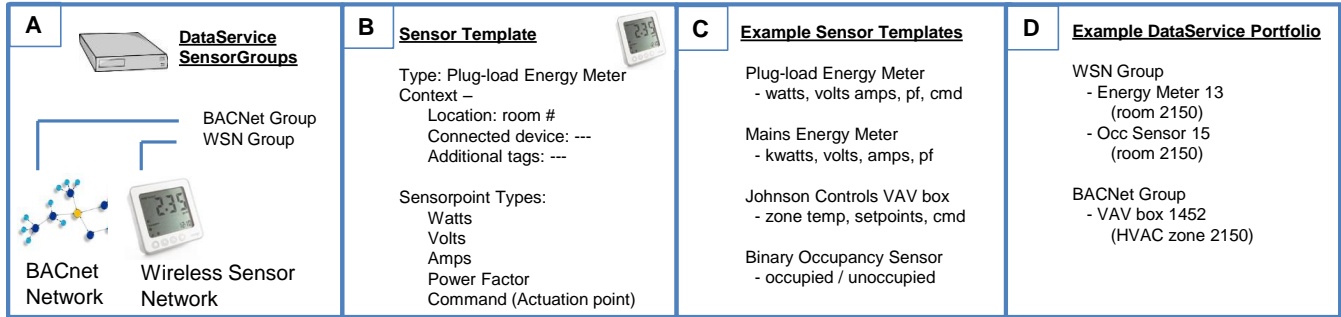 A
DataService
SensorGroups
BACNet Group
WSN Group
BACnet
Network
Wireless Sensor
Network
B
Sensor Template
Type: Plug-load Energy Meter
Context –
Location: room #
Connected device: ---
Additional tags: ---
Sensorpoint Types:
Watts
Volts
Amps
Power Factor
Command (Actuation point)
C
Example Sensor Templates
Plug-load Energy Meter
- watts, volts amps, pf, cmd
Mains Energy Meter
- kwatts, volts, amps, pf
Johnson Controls VAV box
- zone temp, setpoints, cmd
Binary Occupancy Sensor
- occupied / unoccupied
D
Example DataService Portfolio
WSN Group
- Energy Meter 13
(room 2150)
- Occ Sensor 15
(room 2150)
BACNet Group
- VAV box 1452
(HVAC zone 2150)